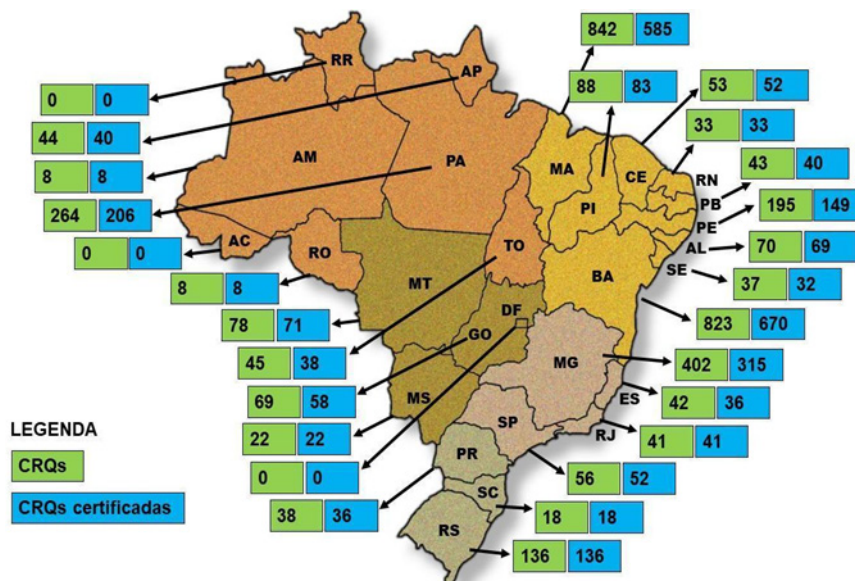 842 585
RR
AP
88 83
53 52
0 0
33 33
44 40
AM
PA
MA
CE
RN
43 40
8 8
PB
PI
PE
195 149
264 206
AL
70 69
AC
RO
TO
SE
0 0
BA
37 32
8 8
MT
DF
823 670
78 71
GO
45 38
MG
402 315
69 58
MS
ES
42 36
LEGENDA
22 22
SP
RJ
41 41
CRQs
PR
0 0
56 52
CRQs certificadas
SC
38 36
18 18
RS
136 136